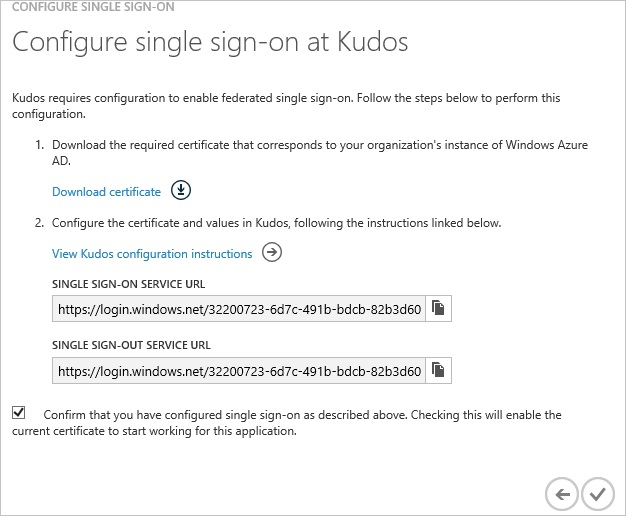 CONFIGURE SINGLE SIGN-ON
Configure single sign-on at Kudos
Kudos requires configuration to enable federated single sign-on. Follow the steps below to perform this
configuration.
1. Download the required certificate that corresponds to your organization's instance of Windows Azure
AD.
Download certificate
2. Configure the certificate and values in Kudos, following the instructions linked below.
View Kudos configuration instructions
SINGLE SIGN-ON SERVICE URL
https://login.windows.net/32200723-6d7c-491b-bdcb-82b3d60
SINGLE SIGN-OUT SERVICE URL
https://login.windows.net/32200723-6d7c-491b-bdcb-82b3d60
Confirm that you have configured single sign-on as described above. Checking this will enable the
current certificate to start working for this application.